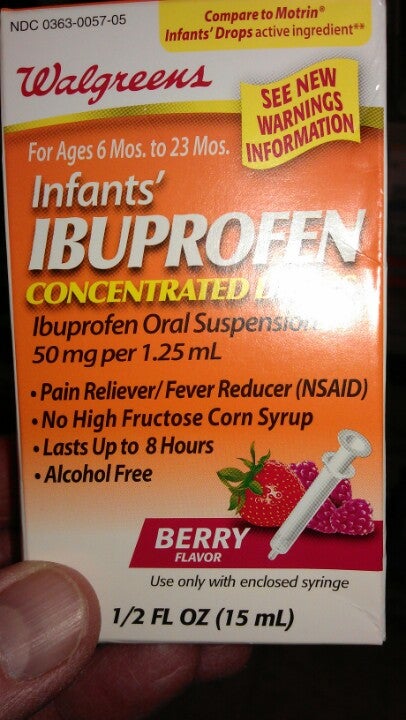 NDC 0363-0057-05
Compare to Motrin®
Infants' Drops active ingredient**
Walgreens
SEE NEW
WARNINGS
INFORMATION
For Ages 6 Mos. to 23 Mos.
Infants'
IBUPROFEN
CONCENTRATED
Ibuprofen Oral Suspension
50 mg per 1.25 mL
• Pain Reliever/Fever Reducer (NSAID)
• No High Fructose Corn Syrup
• Lasts Up to 8 Hours
• Alcohol Free
BERRY
FLAVOR
Use only with enclosed syringe
1/2 FL OZ (15 mL)